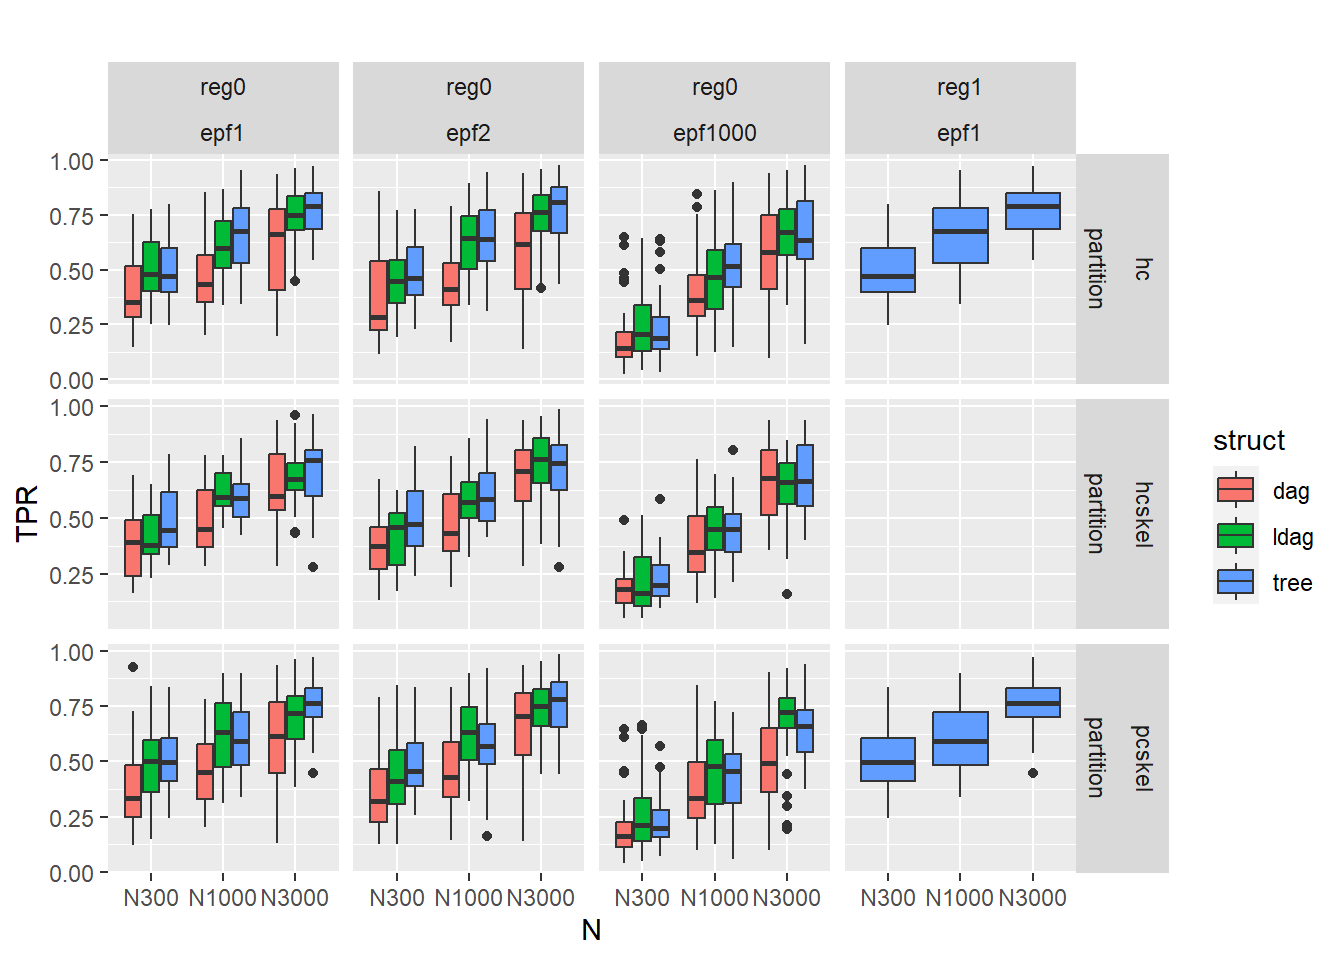 reg0 reg0 reg0 reg1
epf1 epf2 epf1000 epf1
1.00
0.75
0.50
0.25
0.00
partition
hc
1.00
0.75
0.50
0.25
partition
hcskel
1.00
0.75
0.50
0.25
0.00
partition
pcskel
TPR
N300 N1000 N3000 N300 N1000 N3000 N300 N1000 N3000 N300 N1000 N3000
N
struct
dag
ldag
tree